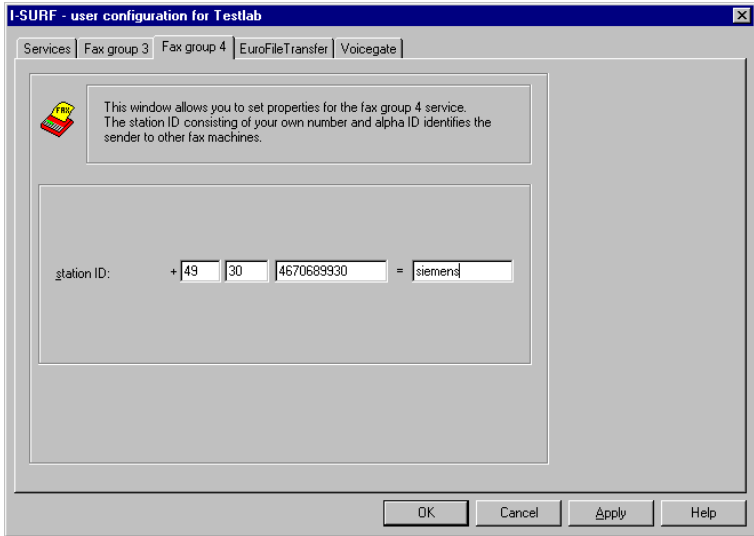 I-SURF - user configuration for Testlab
Services Fax group 3 Fax group 4 EuroFileTransfer Voicegate
FAX
This window allows you to set properties for the fax group 4 service.
The station ID consisting of your own number and alpha ID identifies the
sender to other fax machines.
station ID: + 49 30 4670689930 = siemens
OK Cancel Apply Help